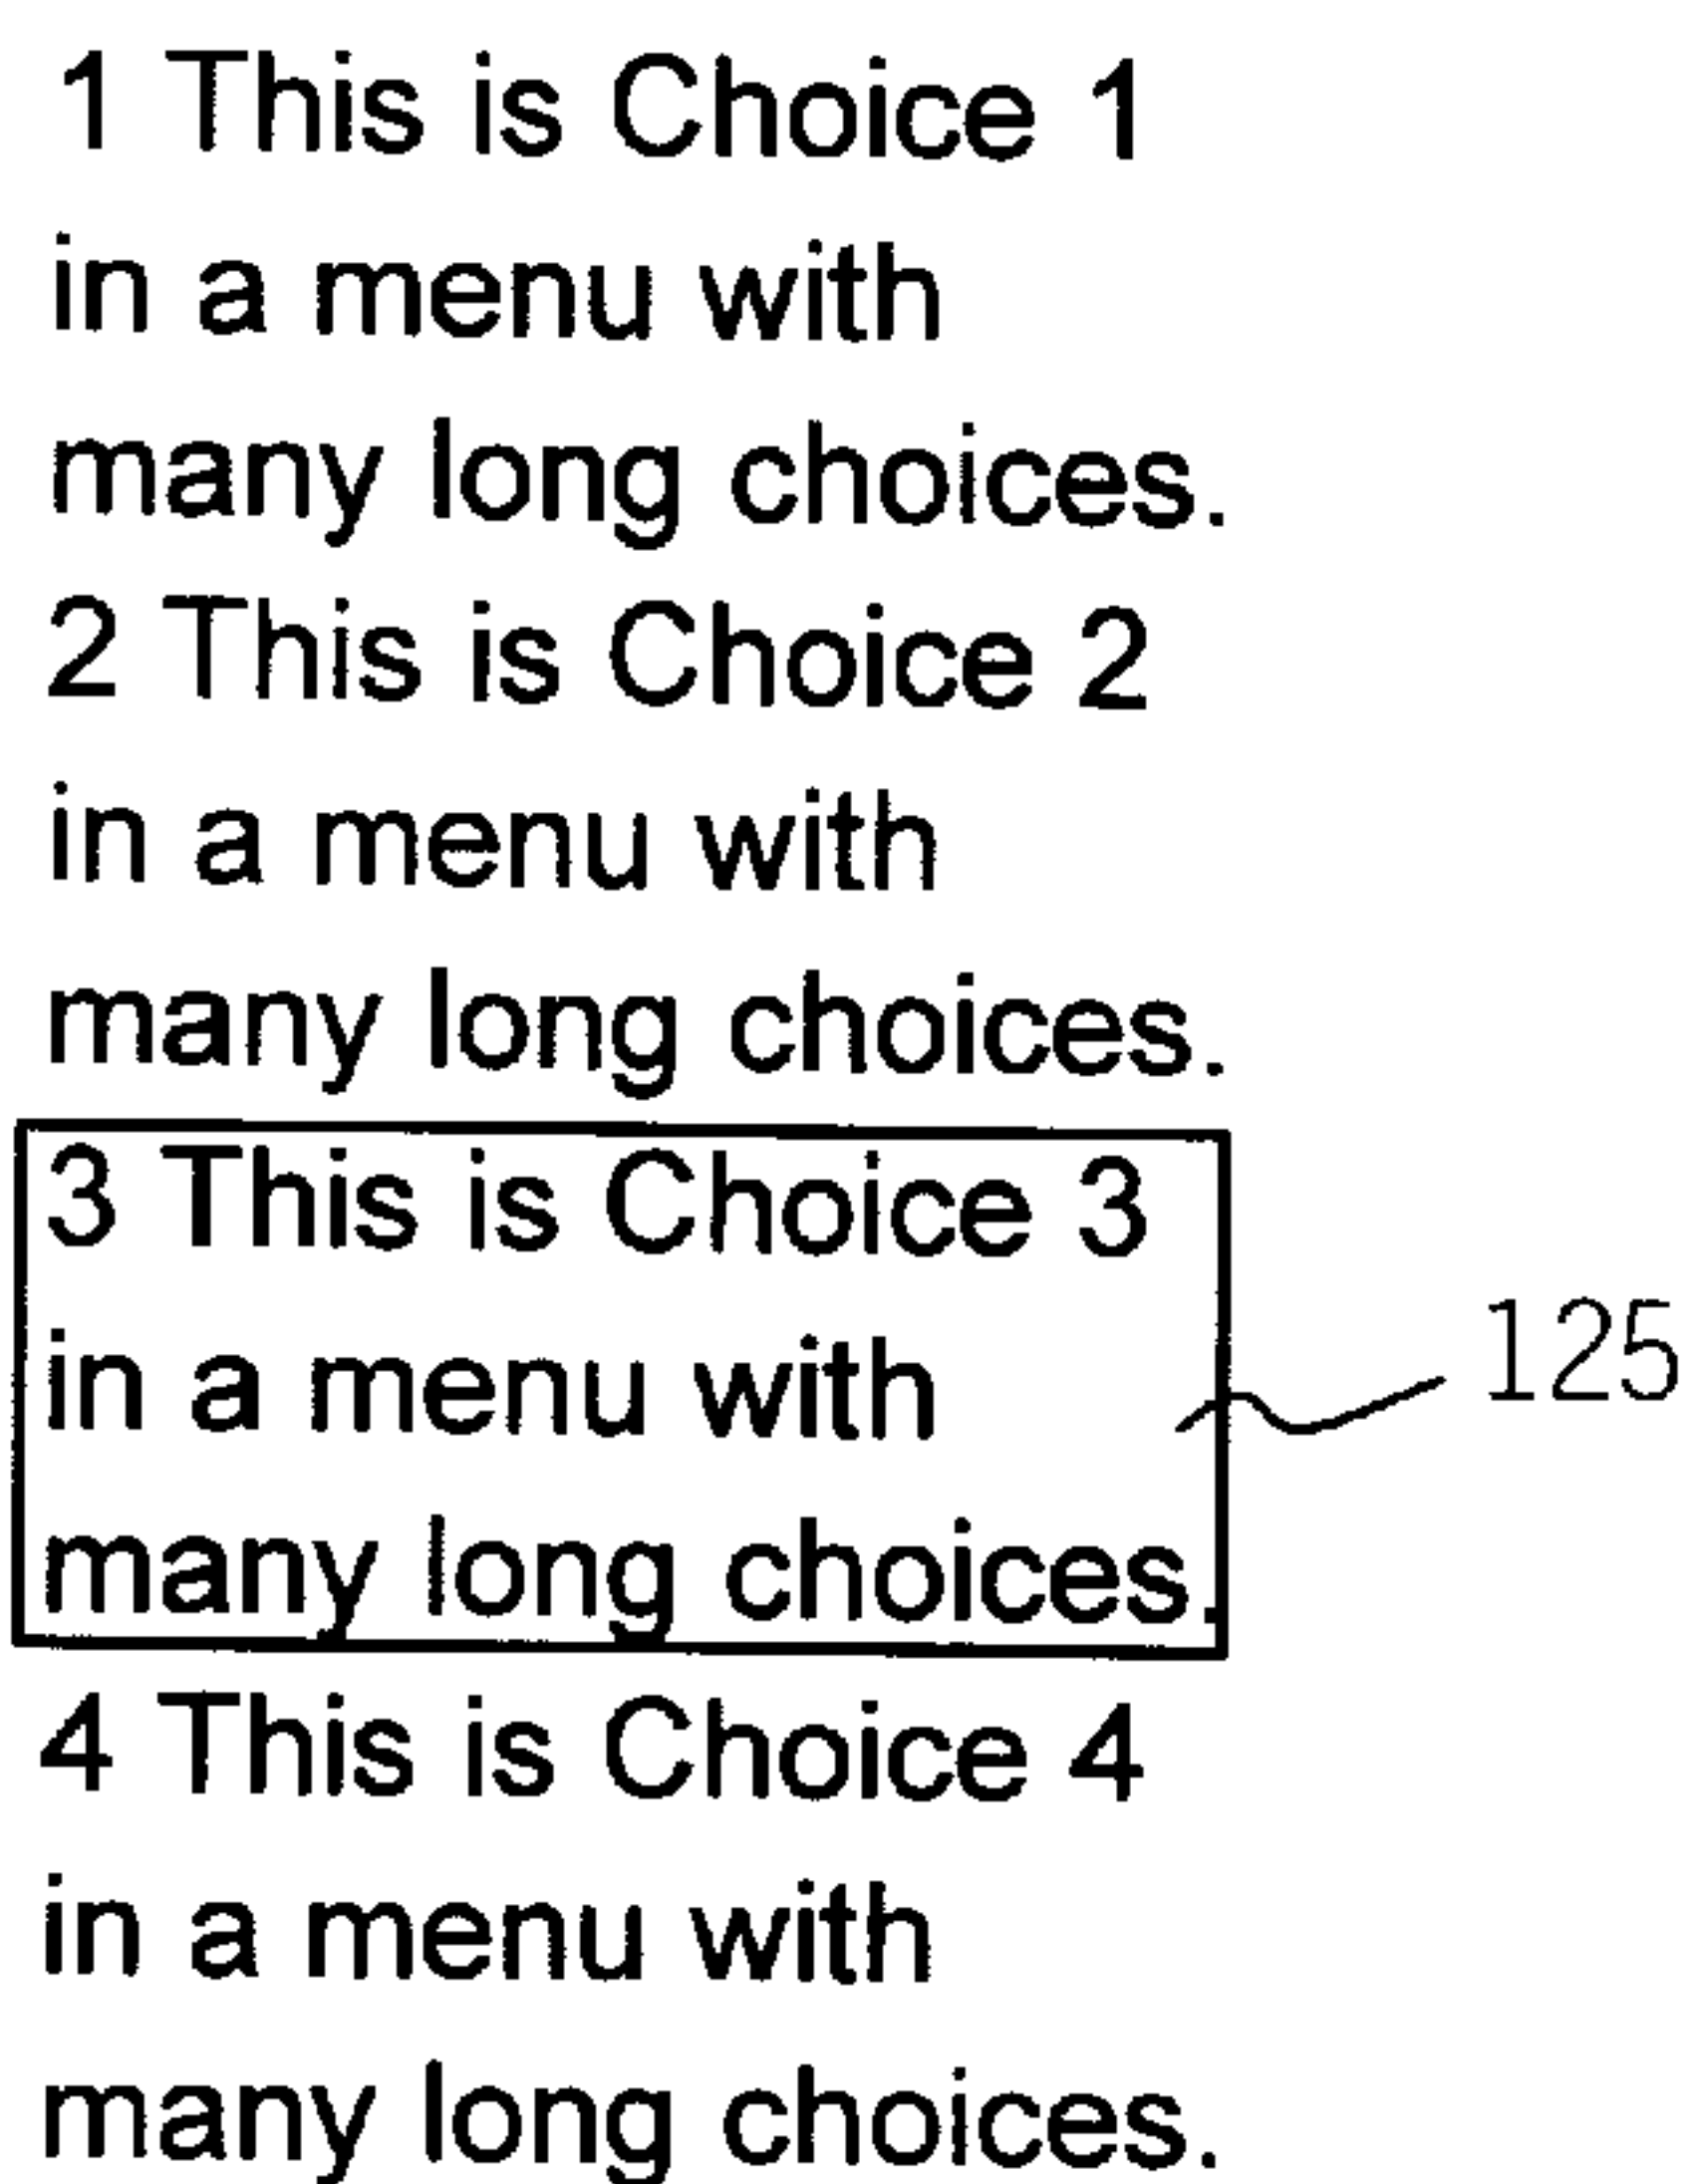 1 This is Choice 1
in a menu with
many long choices.
2 This is Choice 2
in a menu with
many long choices.
3 This is Choice 3
in a menu with
many long choices.
125
4 This is Choice 4
in a menu with
many long choices.